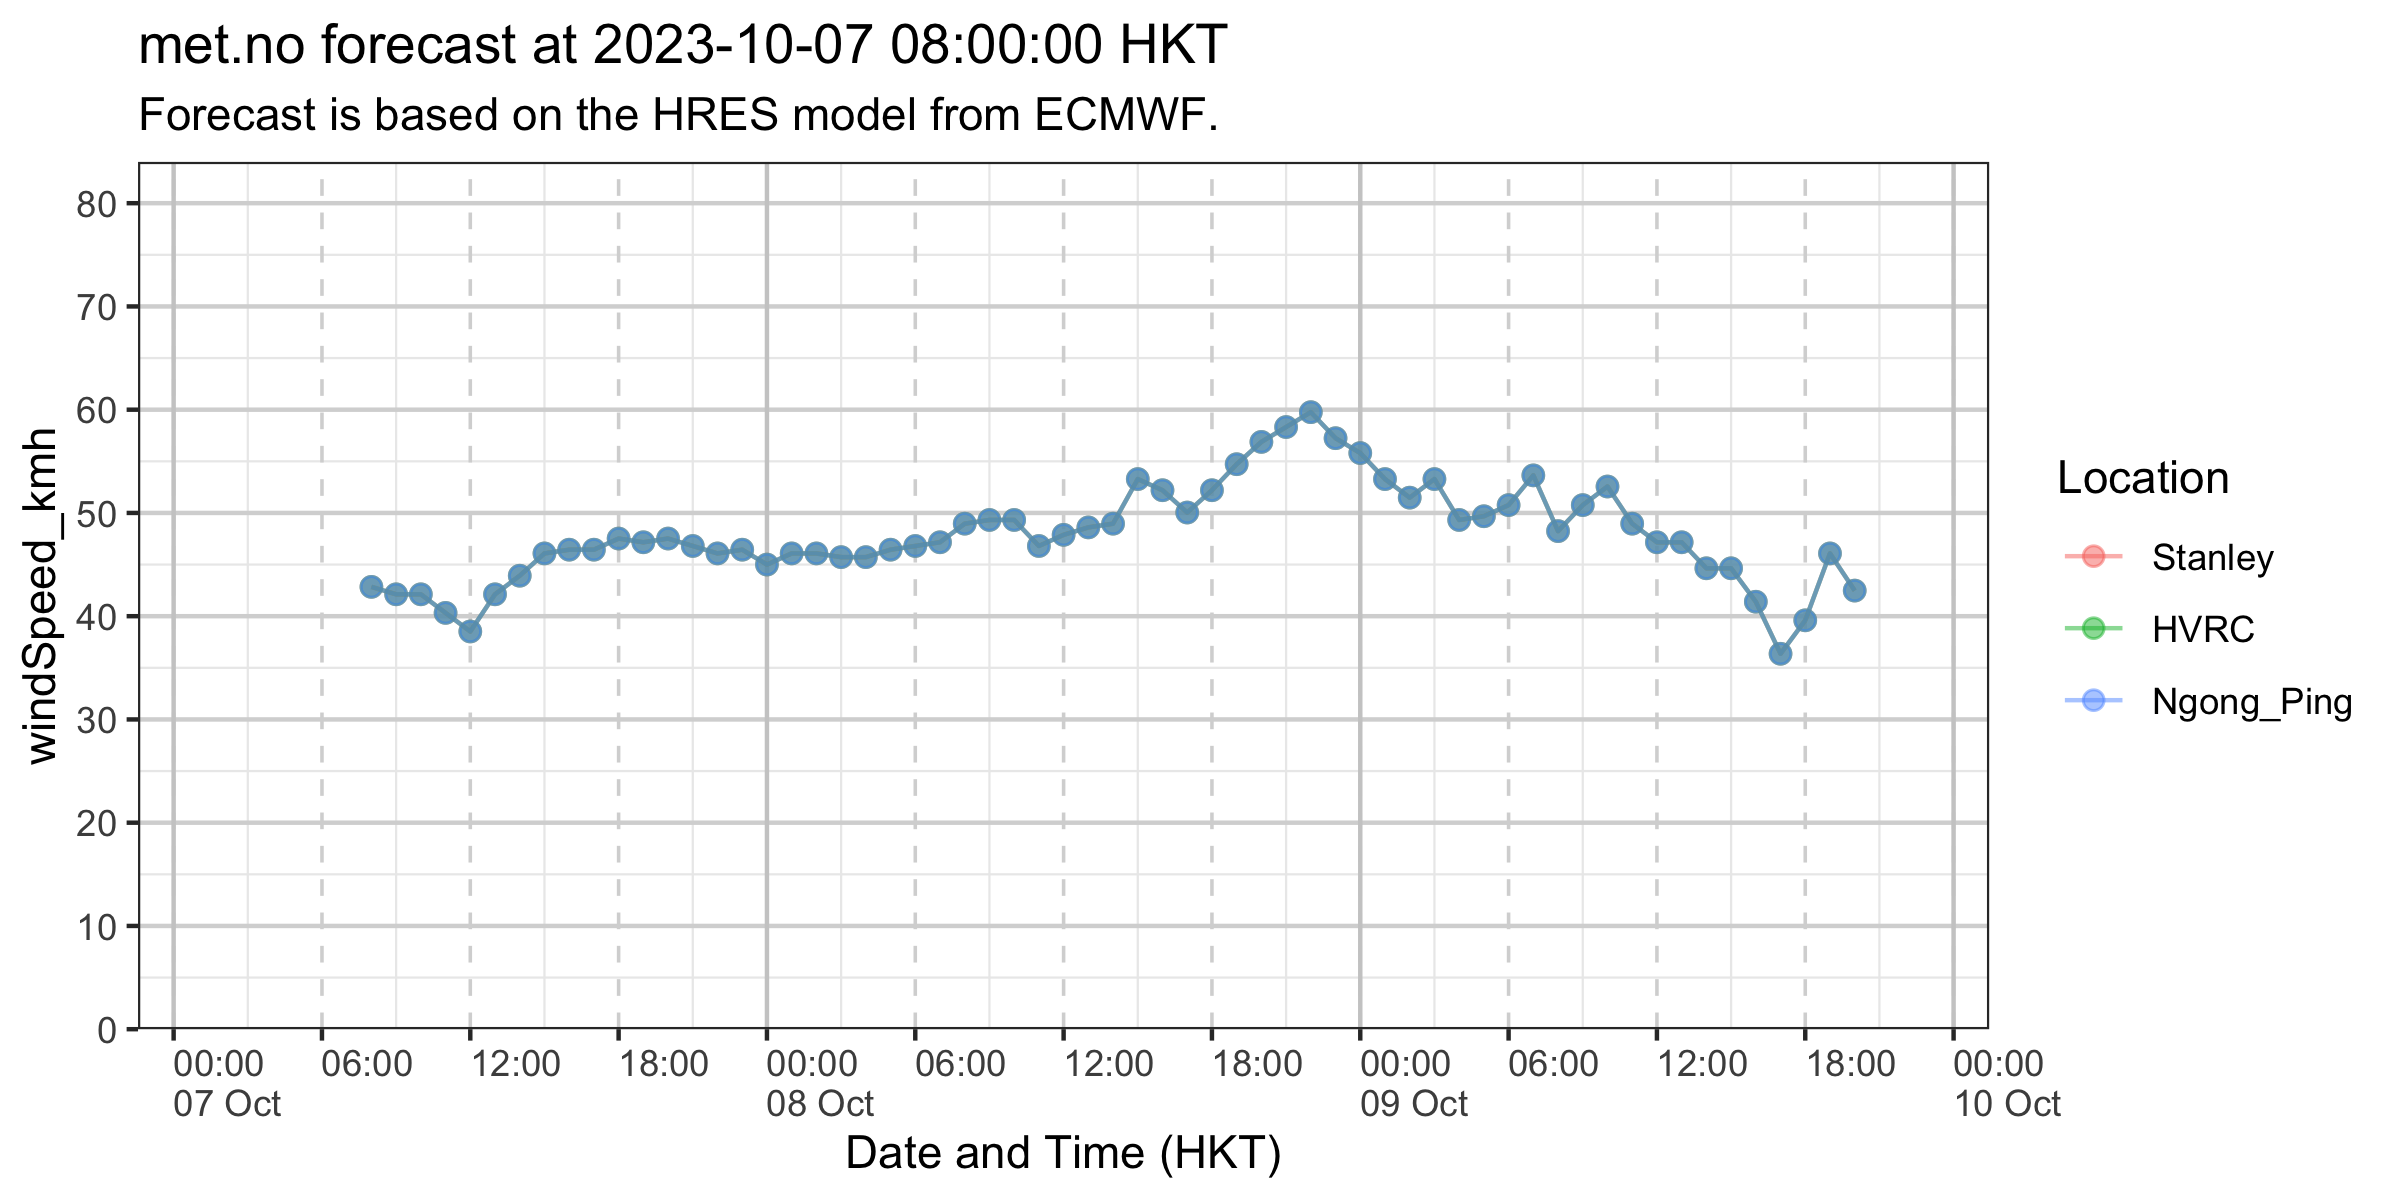 met.no forecast at 2023-10-07 08:00:00 HKT
Forecast is based on the HRES model from ECMWF.
windSpeed_kmh
80
70
60
50
40
30
20
10
0
00:00 06:00 12:00 18:00 00:00 06:00 12:00 18:00 00:00 06:00 12:00 18:00 00:00
07 Oct 08 Oct 09 Oct 10 Oct
Date and Time (HKT)
Location
Stanley
HVRC
Ngong_Ping